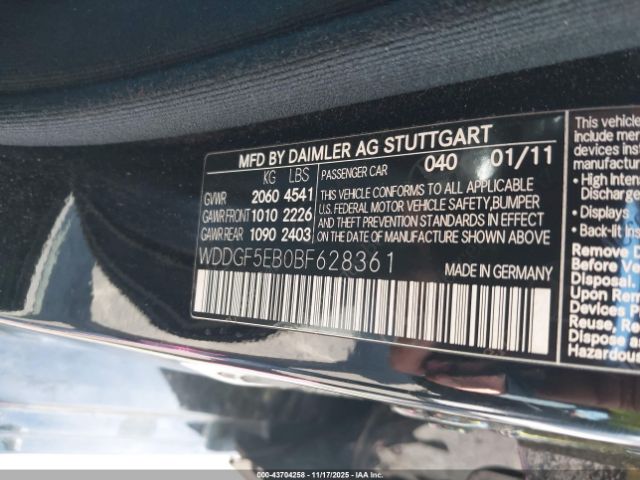 MFD BY DAIMLER AG STUTTGART
KG LBS PASSENGER CAR 040 01/11
GVWR 2060 4541
GAWR FRONT 1010 2226
GAWR REAR 1090 2403
THIS VEHICLE CONFORMS TO ALL APPLICABLE
U.S. FEDERAL MOTOR VEHICLE SAFETY,BUMPER
AND THEFT PREVENTION STANDARDS IN EFFECT
ON THE DATE OF MANUFACTURE SHOWN ABOVE
WDDGF5EB0BF628361
MADE IN GERMANY
This vehicle
include mer
devices inst
manufactur
• High Inten
Discharge
• Displays
• Back-lit Ins
Remove De
Before Ve
Disposal.
Upon Rem
Devices P
Reuse, Re
Dispose a
Hazardou
000-43704258 - 11/17/2025 - Copyright IAA, Inc.